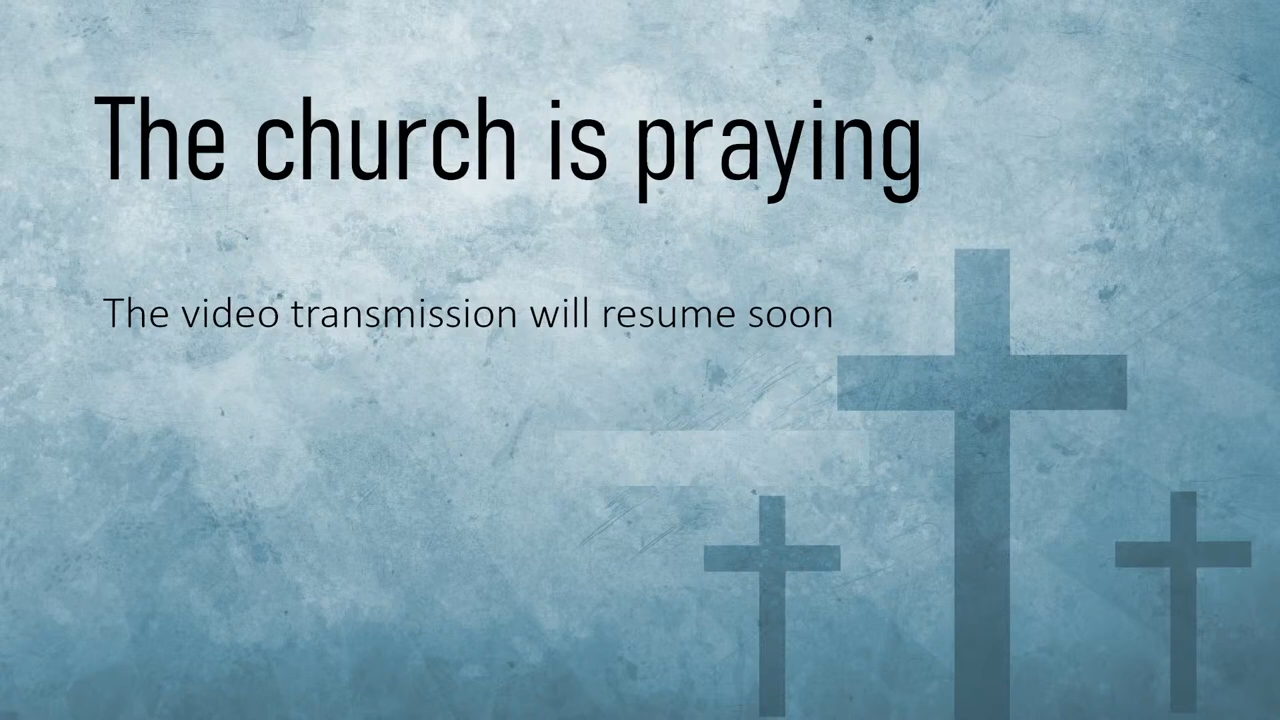 The church is praying
The video transmission will resume soon